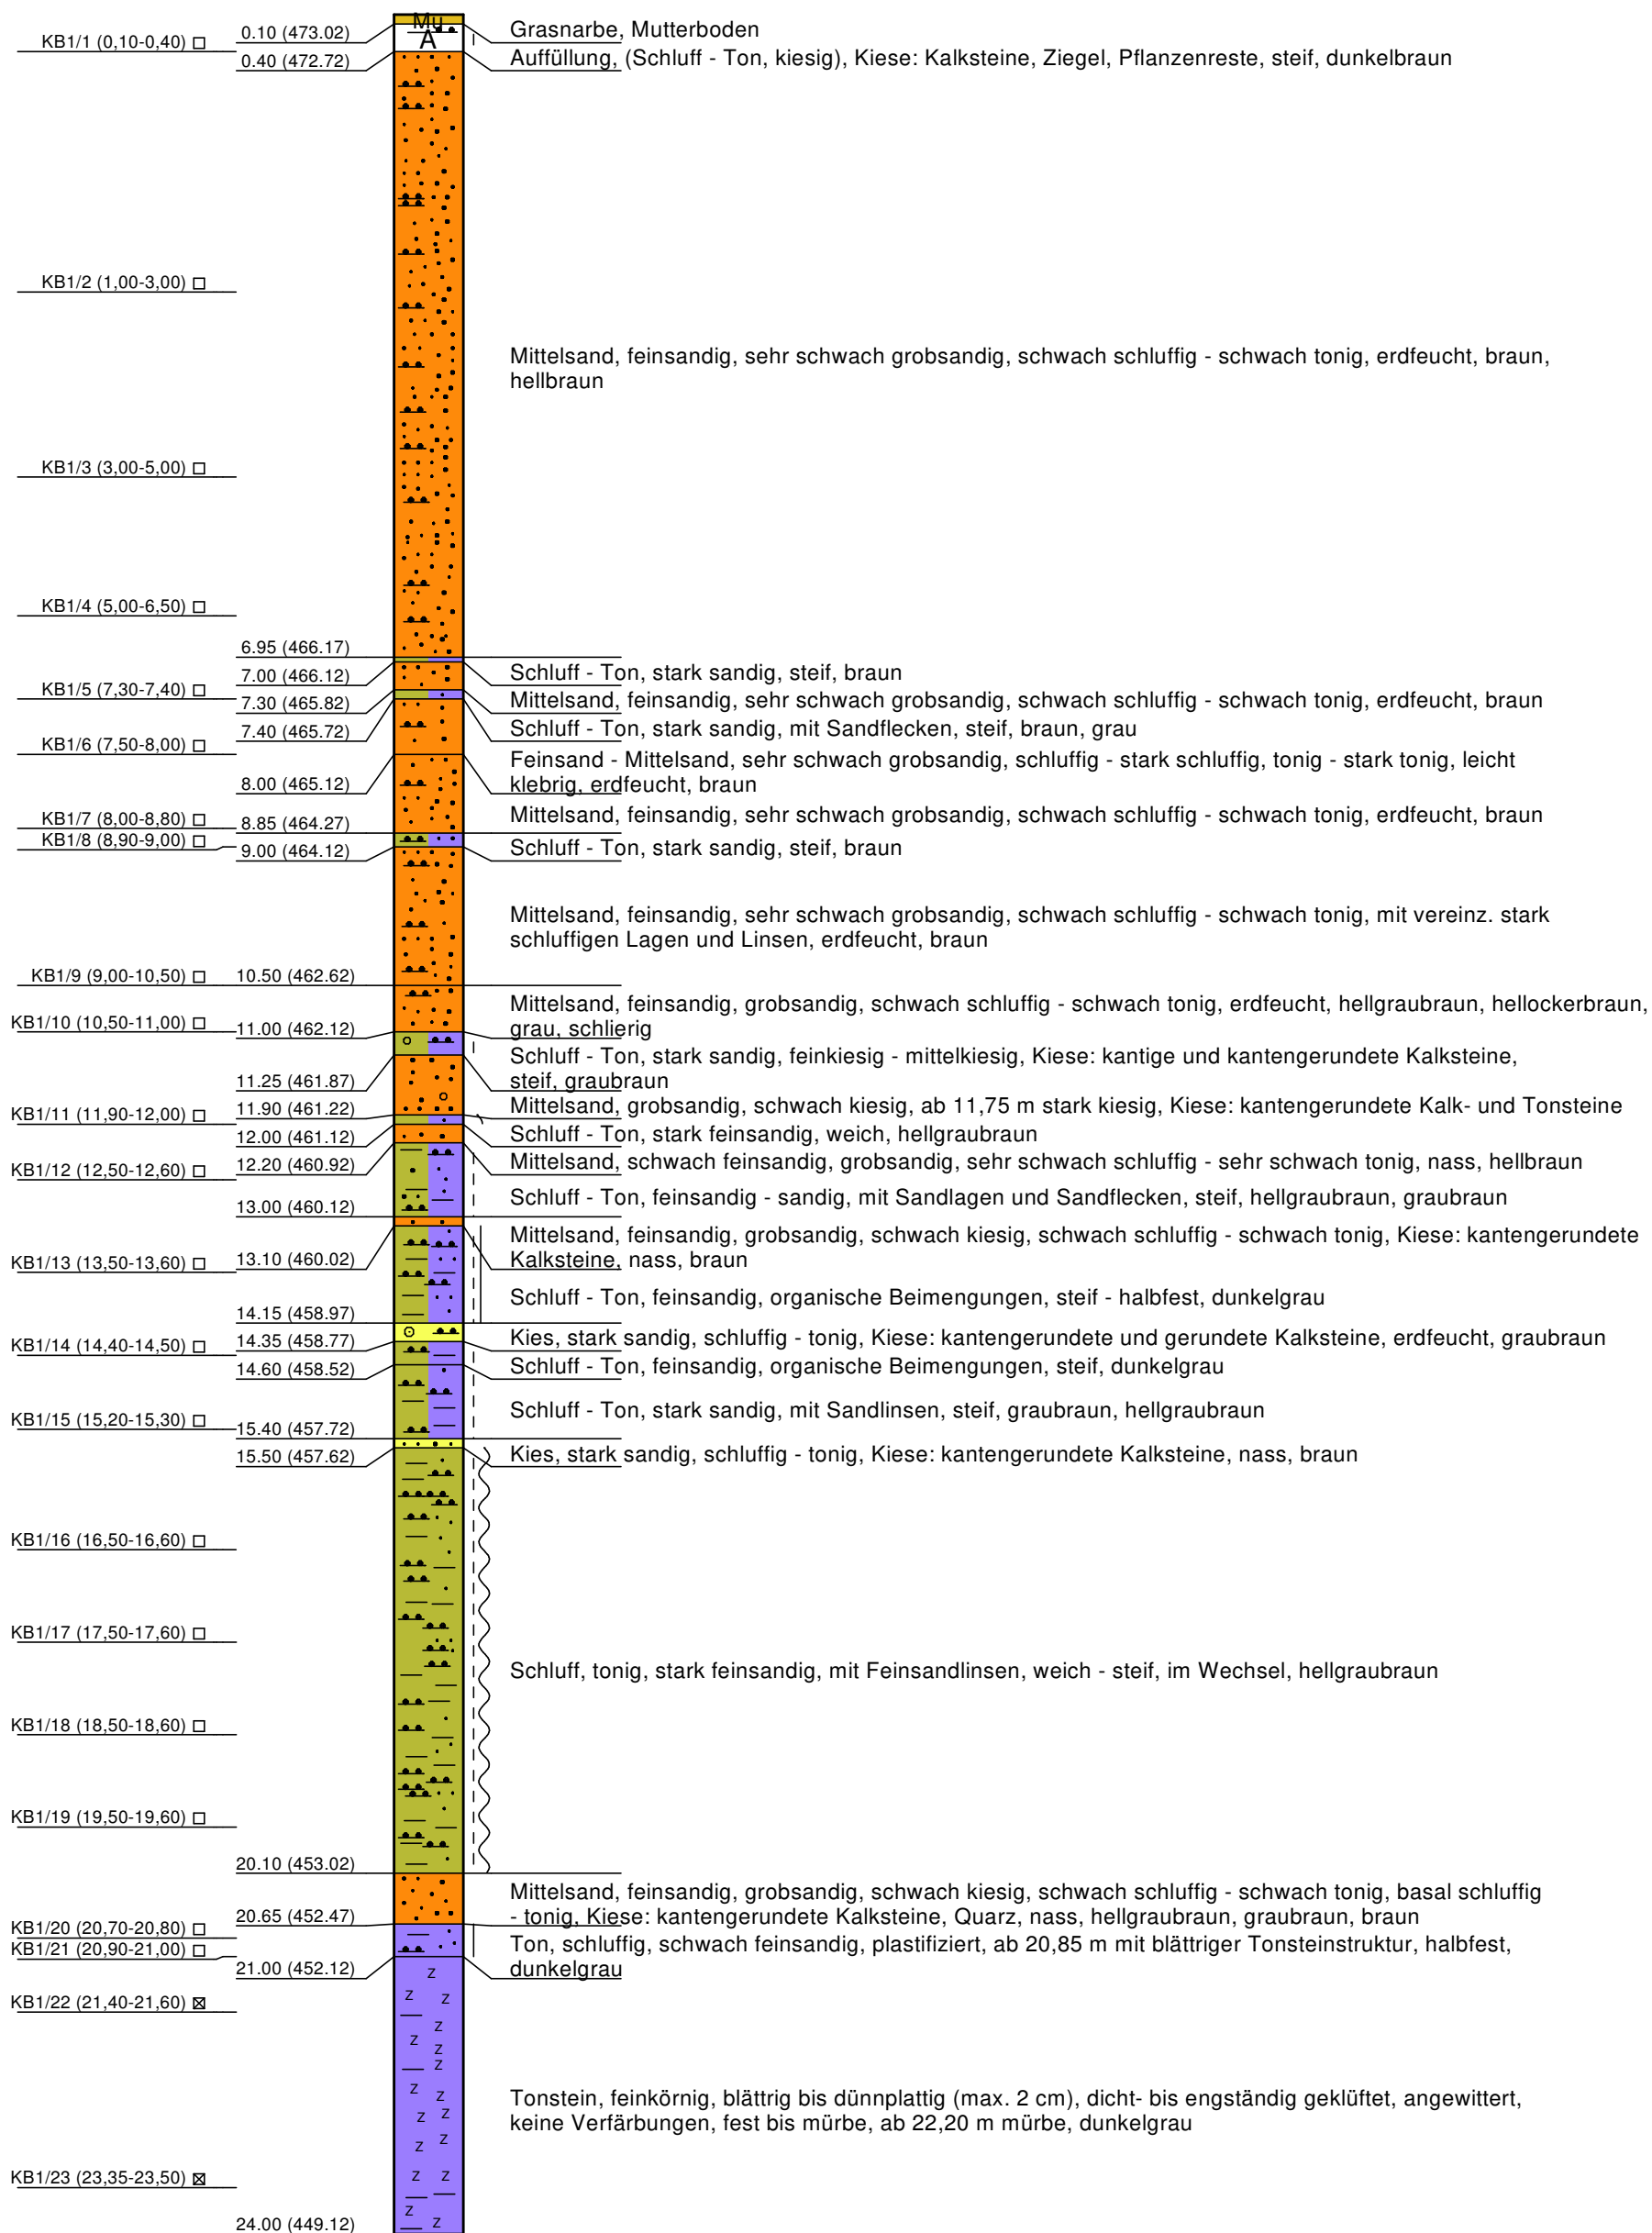 Mu
A
KB1/1 (0,10-0,40)
0.10 (473.02)
Grasnarbe, Mutterboden
0.40 (472.72)
Auffüllung, (Schluff - Ton, kiesig), Kiese: Kalksteine, Ziegel, Pflanzenreste, steif, dunkelbraun
KB1/2 (1,00-3,00)
Mittelsand, feinsandig, sehr schwach grobsandig, schwach schluffig - schwach tonig, erdfeucht, braun,
hellbraun
KB1/3 (3,00-5,00)
KB1/4 (5,00-6,50)
6.95 (466.17)
7.00 (466.12)
Schluff - Ton, stark sandig, steif, braun
KB1/5 (7,30-7,40)
7.30 (465.82)
Mittelsand, feinsandig, sehr schwach grobsandig, schwach schluffig - schwach tonig, erdfeucht, braun
7.40 (465.72)
Schluff - Ton, stark sandig, mit Sandflecken, steif, braun, grau
KB1/6 (7,50-8,00)
8.00 (465.12)
Feinsand - Mittelsand, sehr schwach grobsandig, schluffig - stark schluffig, tonig - stark tonig, leicht
klebrig, erdfeucht, braun
KB1/7 (8,00-8,80)
8.85 (464.27)
Mittelsand, feinsandig, sehr schwach grobsandig, schwach schluffig - schwach tonig, erdfeucht, braun
KB1/8 (8,90-9,00)
9.00 (464.12)
Schluff - Ton, stark sandig, steif, braun
Mittelsand, feinsandig, sehr schwach grobsandig, schwach schluffig - schwach tonig, mit vereinz. stark
schluffigen Lagen und Linsen, erdfeucht, braun
KB1/9 (9,00-10,50)
10.50 (462.62)
KB1/10 (10,50-11,00)
11.00 (462.12)
Mittelsand, feinsandig, grobsandig, schwach schluffig - schwach tonig, erdfeucht, hellgraubraun, hellockerbraun,
grau, schlierig
11.25 (461.87)
Schluff - Ton, stark sandig, feinkiesig - mittelkiesig, Kiese: kantige und kantengerundete Kalksteine,
steif, graubraun
KB1/11 (11,90-12,00)
11.90 (461.22)
Mittelsand, grobsandig, schwach kiesig, ab 11,75 m stark kiesig, Kiese: kantengerundete Kalk- und Tonsteine
12.00 (461.12)
Schluff - Ton, stark feinsandig, weich, hellgraubraun
KB1/12 (12,50-12,60)
12.20 (460.92)
Mittelsand, schwach feinsandig, grobsandig, sehr schwach schluffig - sehr schwach tonig, nass, hellbraun
13.00 (460.12)
Schluff - Ton, feinsandig - sandig, mit Sandlagen und Sandflecken, steif, hellgraubraun, graubraun
KB1/13 (13,50-13,60)
13.10 (460.02)
Mittelsand, feinsandig, grobsandig, schwach kiesig, schwach schluffig - schwach tonig, Kiese: kantengerundete
Kalksteine, nass, braun
14.15 (458.97)
Schluff - Ton, feinsandig, organische Beimengungen, steif - halbfest, dunkelgrau
KB1/14 (14,40-14,50)
14.35 (458.77)
Kies, stark sandig, schluffig - tonig, Kiese: kantengerundete und gerundete Kalksteine, erdfeucht, graubraun
14.60 (458.52)
Schluff - Ton, feinsandig, organische Beimengungen, steif, dunkelgrau
KB1/15 (15,20-15,30)
15.40 (457.72)
Schluff - Ton, stark sandig, mit Sandlinsen, steif, graubraun, hellgraubraun
15.50 (457.62)
Kies, stark sandig, schluffig - tonig, Kiese: kantengerundete Kalksteine, nass, braun
KB1/16 (16,50-16,60)
KB1/17 (17,50-17,60)
Schluff, tonig, stark feinsandig, mit Feinsandlinsen, weich - steif, im Wechsel, hellgraubraun
KB1/18 (18,50-18,60)
KB1/19 (19,50-19,60)
20.10 (453.02)
Mittelsand, feinsandig, grobsandig, schwach kiesig, schwach schluffig - schwach tonig, basal schluffig
- tonig, Kiese: kantengerundete Kalksteine, Quarz, nass, hellgraubraun, graubraun, braun
KB1/20 (20,70-20,80)
20.65 (452.47)
KB1/21 (20,90-21,00)
21.00 (452.12)
Ton, schluffig, schwach feinsandig, plastifiziert, ab 20,85 m mit blättriger Tonsteinstruktur, halbfest,
dunkelgrau
KB1/22 (21,40-21,60)
Tonstein, feinkörnig, blättrig bis dünnplattig (max. 2 cm), dicht- bis engständig geklüftet, angewittert,
keine Verfärbungen, fest bis mürbe, ab 22,20 m mürbe, dunkelgrau
KB1/23 (23,35-23,50)
24.00 (449.12)